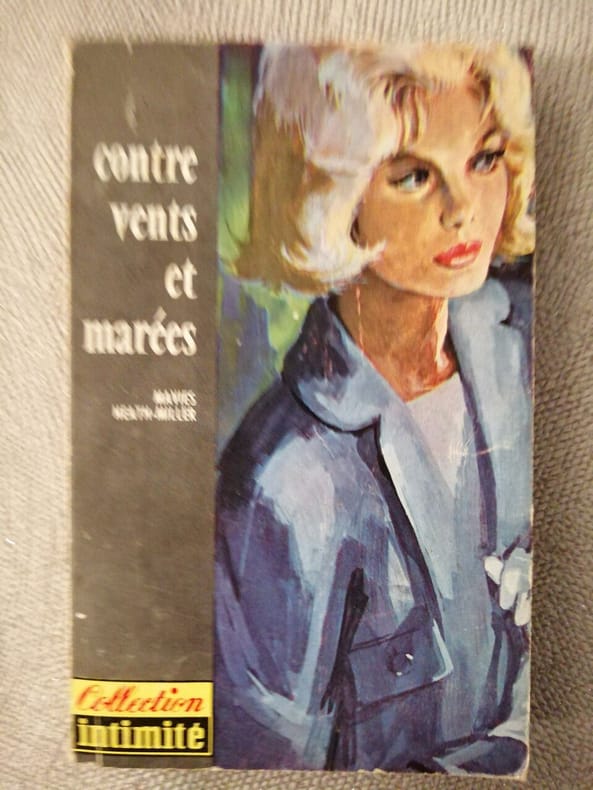 contre
vents
et
marées
MAVIES
HEATH-MILLER
Collection
intimité